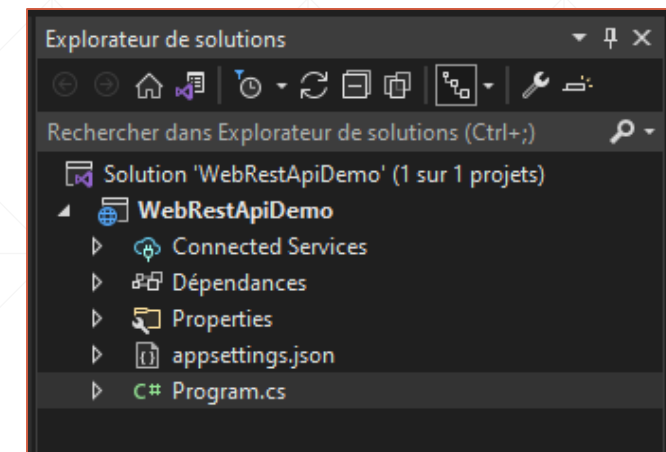 Explorateur de solutions
Rechercher dans Explorateur de solutions (Ctrl+;)
Solution 'WebRestApiDemo' (1 sur 1 projets)
WebRestApiDemo
Connected Services
Dépendances
Properties
appsettings.json
C# Program.cs